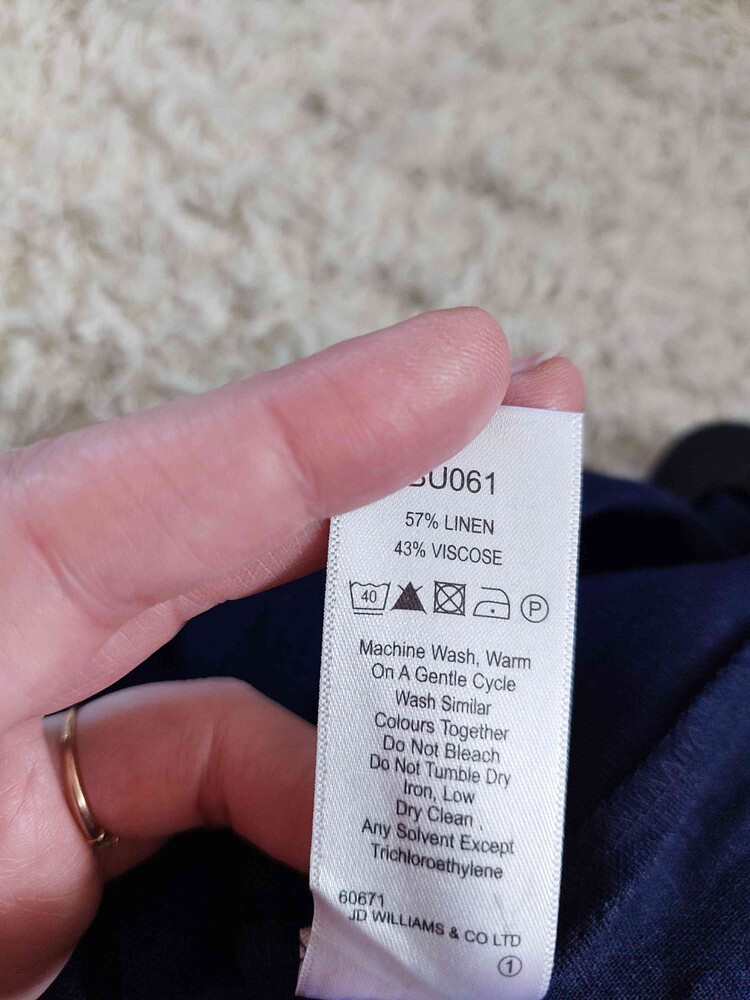 BU061
57% LINEN
43% VISCOSE
40 P
Machine Wash, Warm
On A Gentle Cycle
Wash Similar
Colours Together
Do Not Bleach
Do Not Tumble Dry
Iron, Low
Dry Clean ,
Any Solvent Except
Trichloroethylene
60671
JD WILLIAMS & CO LTD
1